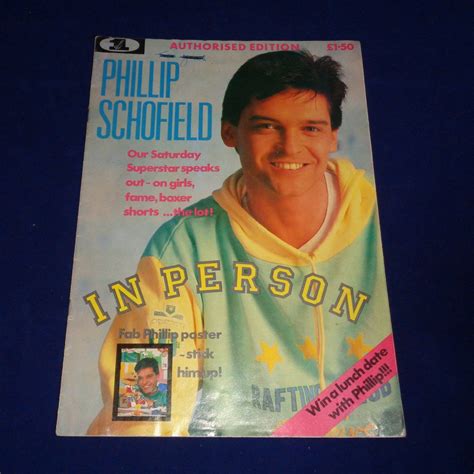 AUTHORISED EDITION
£1·50
PHILLIP
SCHOFIELD
Our Saturday
Superstar speaks
out - on girls,
fame, boxer
shorts ... the lot!
IN PERSON
Fab Phillip poster
- stick
him up!
RAFTING
Win a lunch date
with Phillip!!!